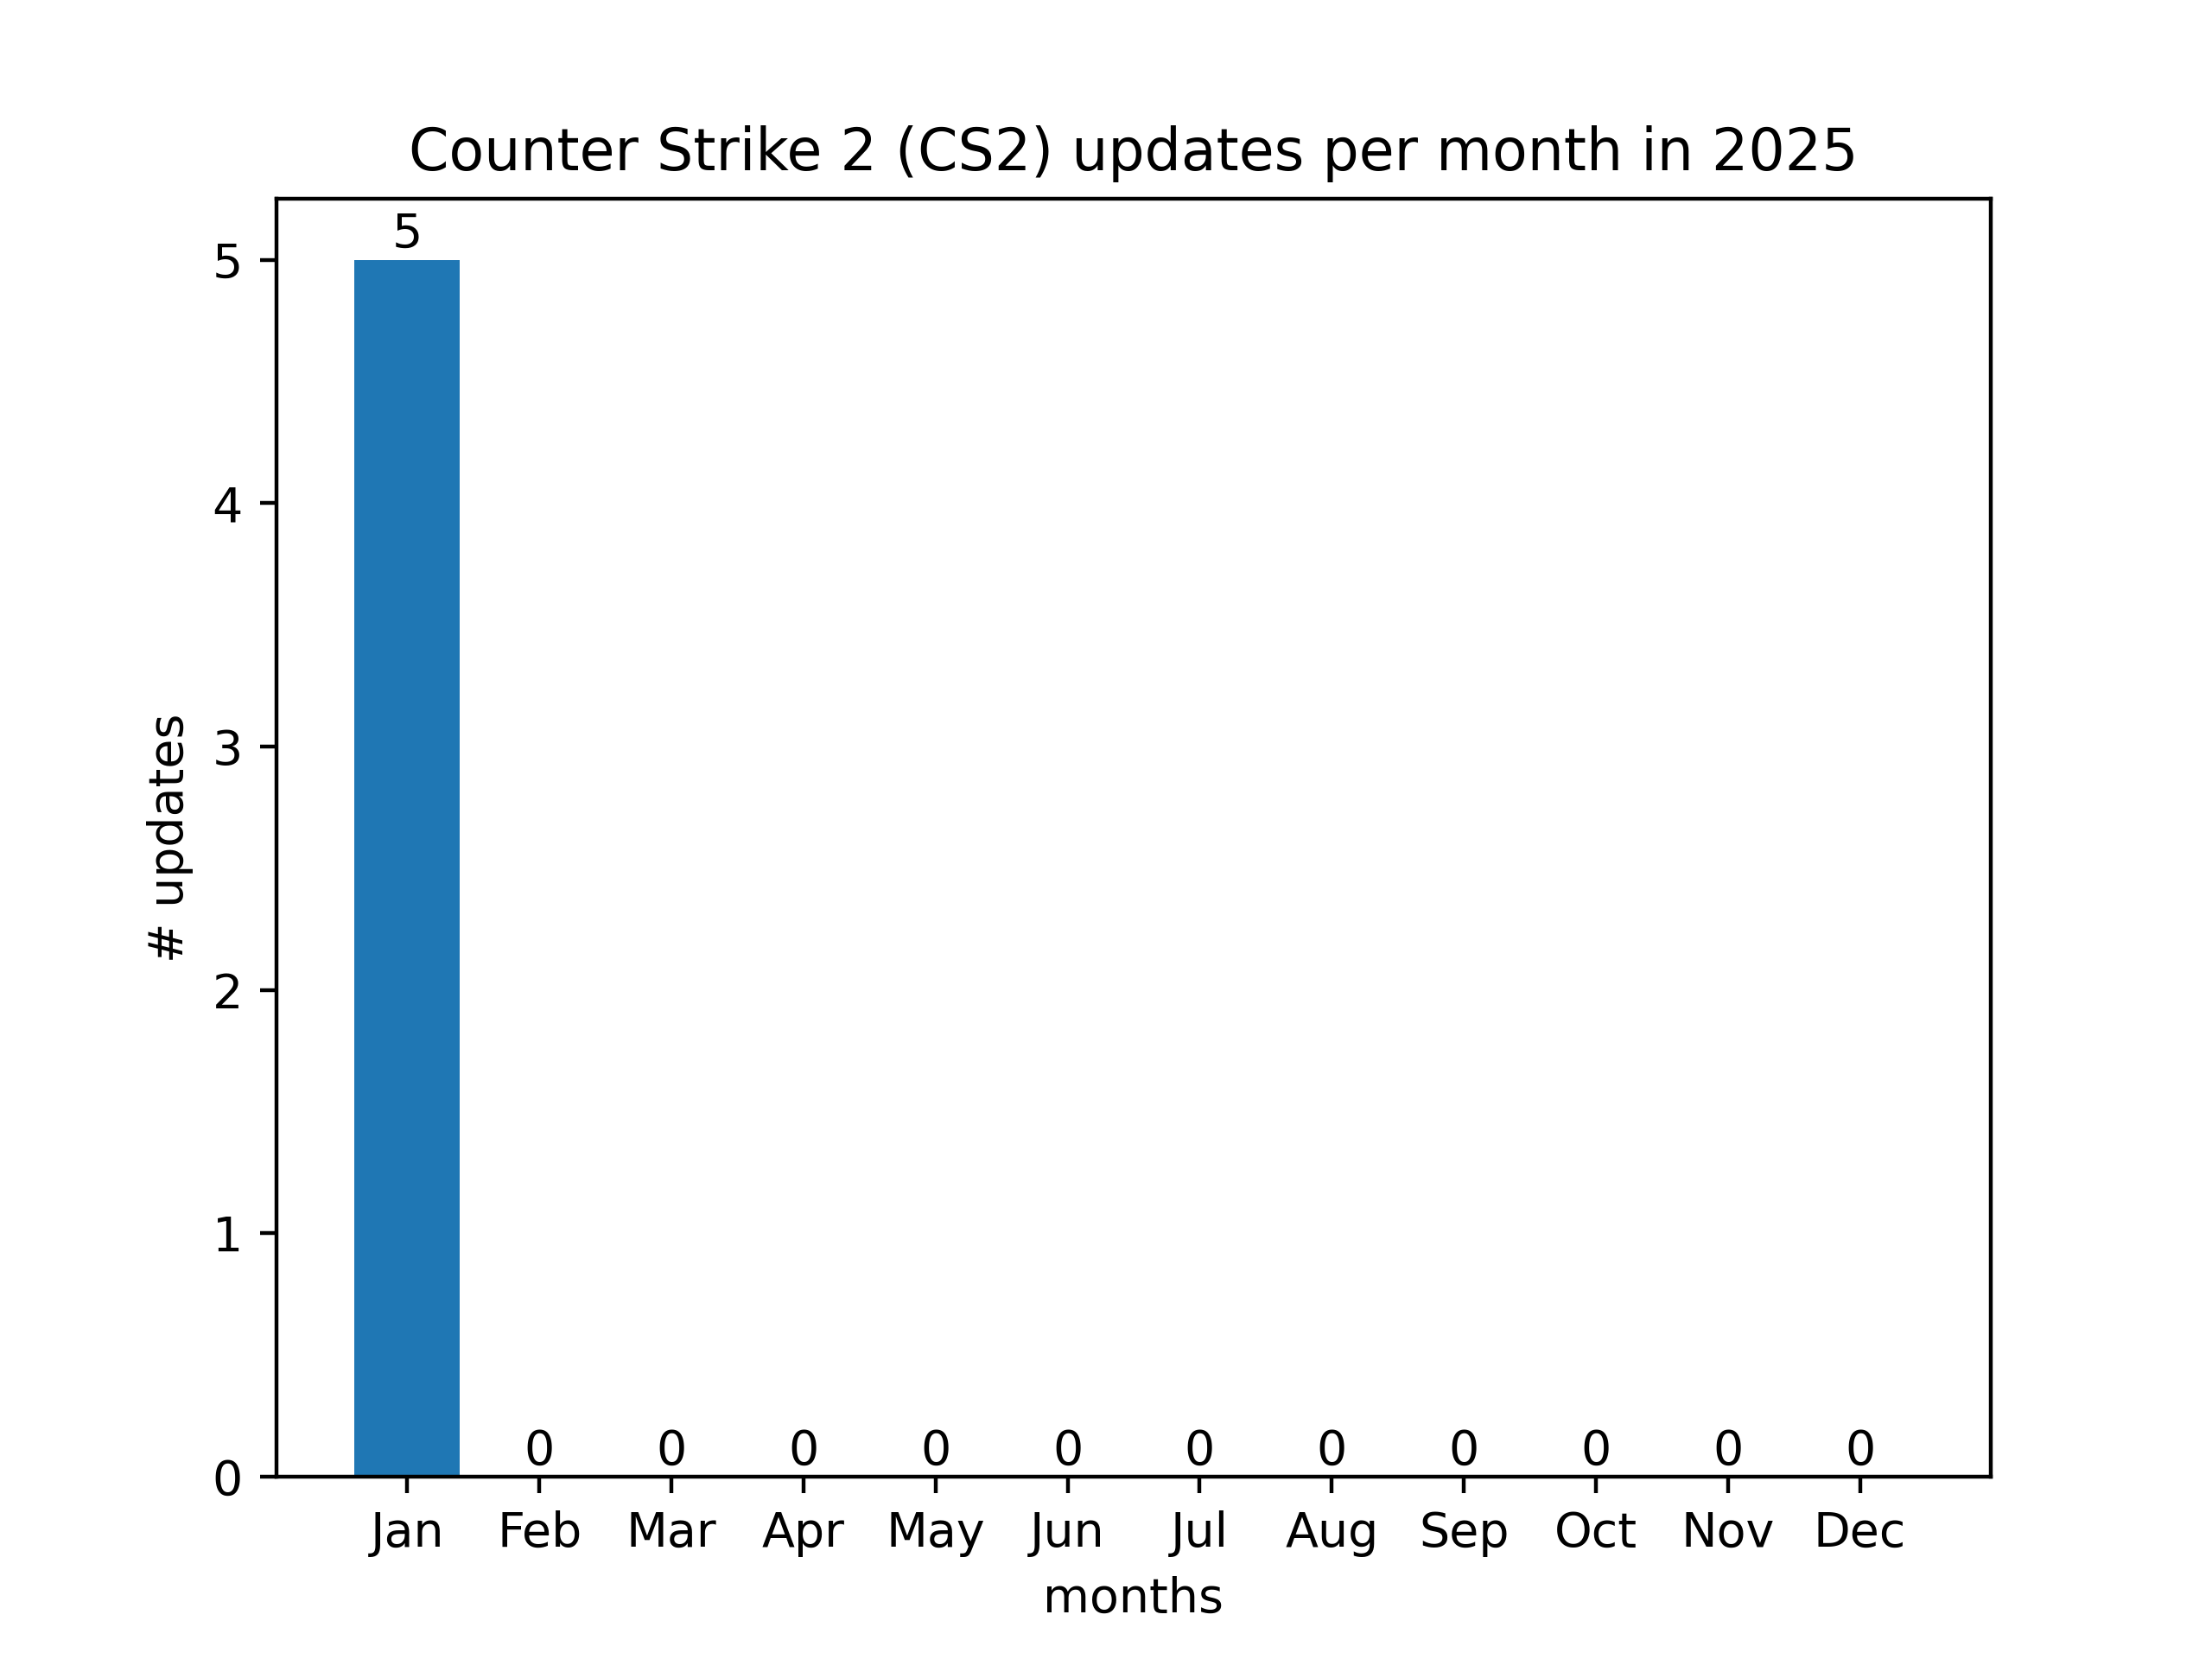 Counter Strike 2 (CS2) updates per month in 2025
5
5
4
3
2
1
0
# updates
0 0 0 0 0 0 0 0 0 0 0
Jan Feb Mar Apr May Jun Jul Aug Sep Oct Nov Dec
months